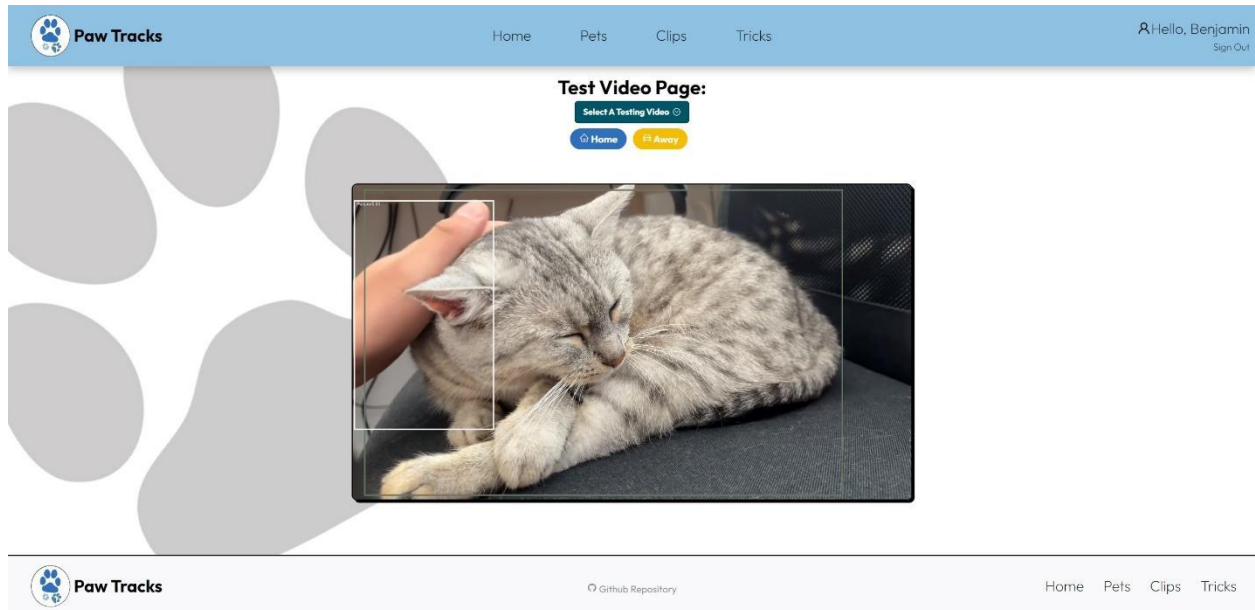 Paw Tracks
Home Pets Clips Tricks
Hello, Benjamin
Sign Out
Test Video Page:
Select A Testing Video
Home
Away
Paw Tracks
Github Repository
Home Pets Clips Tricks